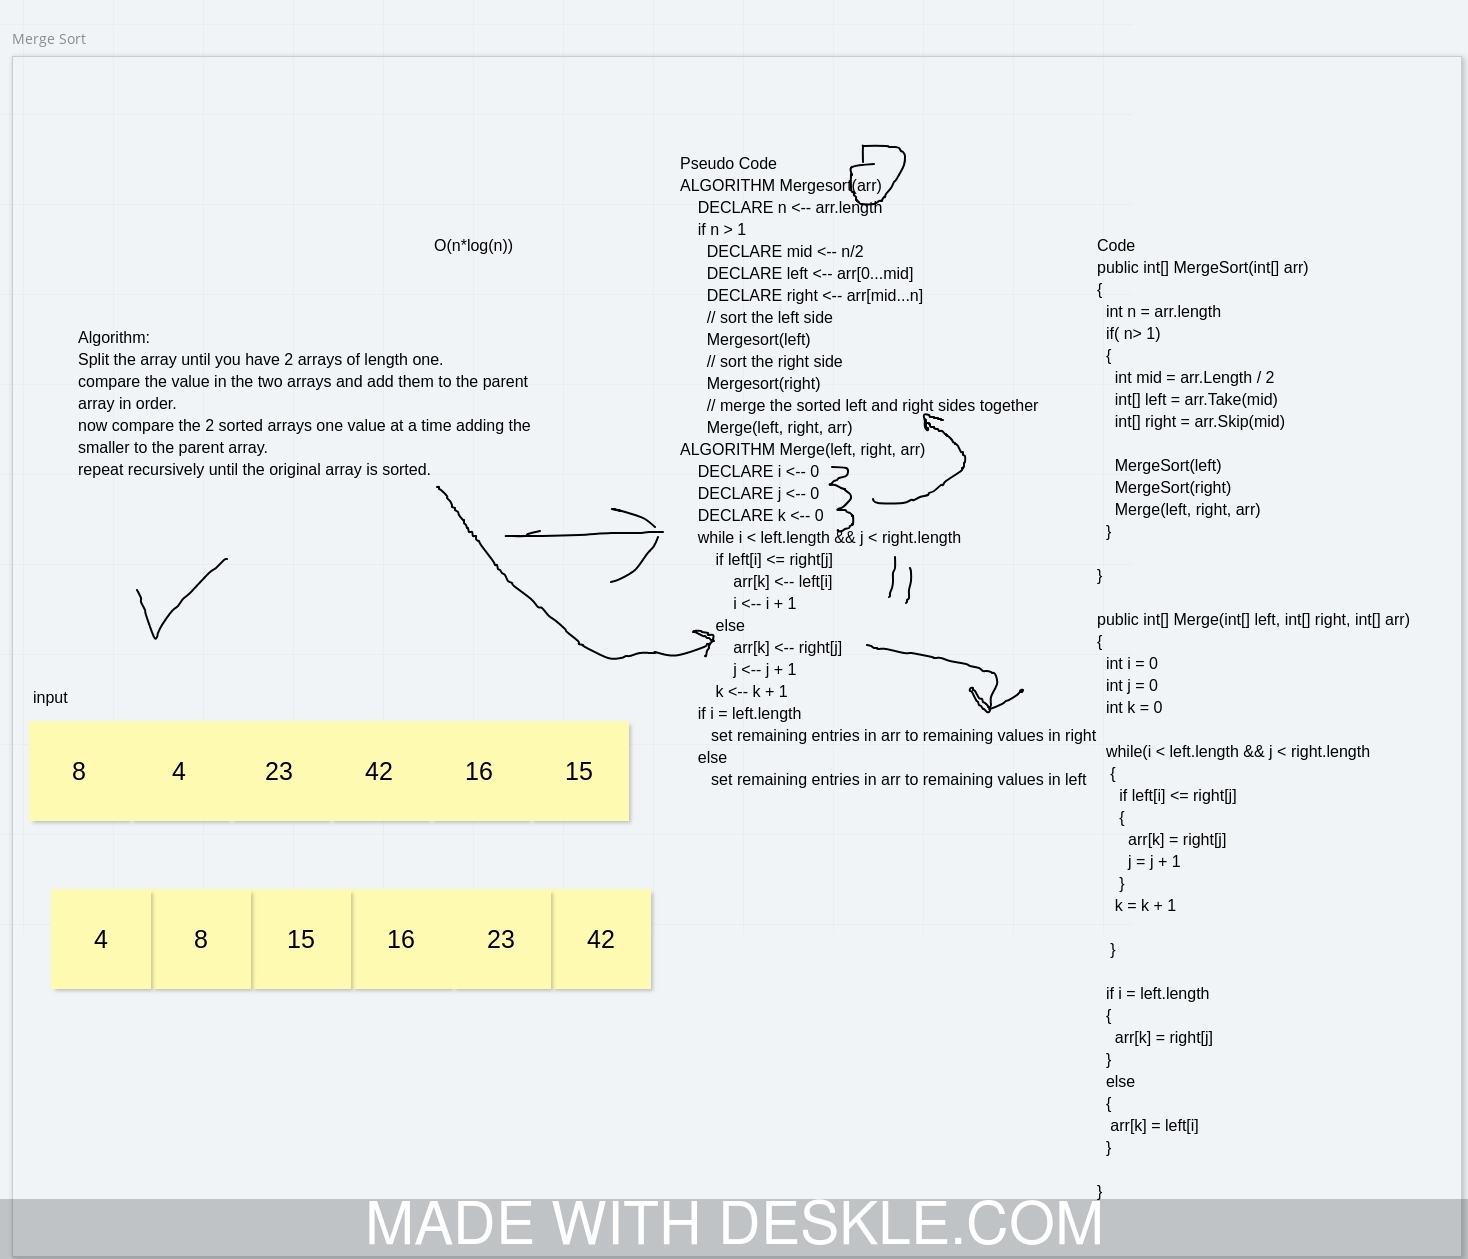 Merge Sort
O(n*log(n))
Algorithm:
Split the array until you have 2 arrays of length one.
compare the value in the two arrays and add them to the parent
array in order.
now compare the 2 sorted arrays one value at a time adding the
smaller to the parent array.
repeat recursively until the original array is sorted.
input
8 4 23 42 16 15
4 8 15 16 23 42
Pseudo Code
ALGORITHM Mergesort(arr)
DECLARE n <-- arr.length
if n > 1
DECLARE mid <-- n/2
DECLARE left <-- arr[0...mid]
DECLARE right <-- arr[mid...n]
// sort the left side
Mergesort(left)
// sort the right side
Mergesort(right)
// merge the sorted left and right sides together
Merge(left, right, arr)
ALGORITHM Merge(left, right, arr)
DECLARE i <-- 0
DECLARE j <-- 0
DECLARE k <-- 0
while i < left.length && j < right.length
if left[i] <= right[j]
arr[k] <-- left[i]
i <-- i + 1
else
arr[k] <-- right[j]
j <-- j + 1
k <-- k + 1
if i = left.length
set remaining entries in arr to remaining values in right
else
set remaining entries in arr to remaining values in left
Code
public int[] MergeSort(int[] arr)
{
int n = arr.length
if( n> 1)
{
int mid = arr.Length / 2
int[] left = arr.Take(mid)
int[] right = arr.Skip(mid)
MergeSort(left)
MergeSort(right)
Merge(left, right, arr)
}
}
public int[] Merge(int[] left, int[] right, int[] arr)
{
int i = 0
int j = 0
int k = 0
while(i < left.length && j < right.length
{
if left[i] <= right[j]
{
arr[k] = right[j]
j = j + 1
}
k = k + 1
}
if i = left.length
{
arr[k] = right[j]
}
else
{
arr[k] = left[i]
}
}
MADE WITH DESKLE.COM